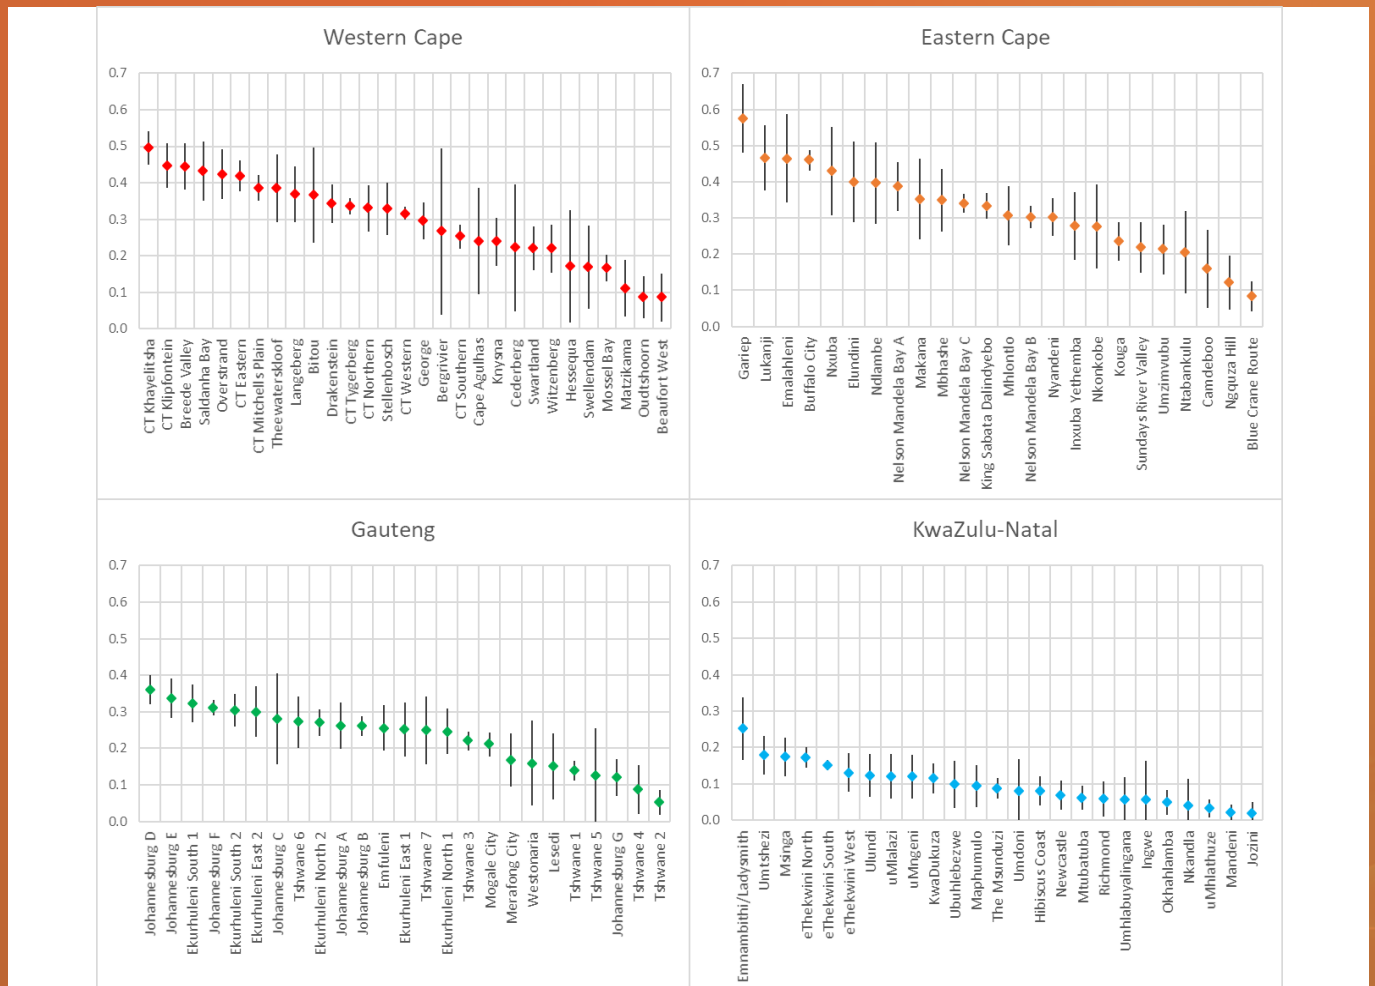 Western Cape
0.7
0.6
0.5
0.4
0.3
0.2
0.1
0.0
CT Khayelitsha
CT Klipfontein
Breede Valley
Saldanha Bay
Overstrand
CT Eastern
CT Mitchells Plain
Theewaterskloof
Langeberg
Bitou
Drakenstein
CT Tygerberg
CT Northern
Stellenbosch
CT Western
George
Bergrivier
CT Southern
Cape Agulhas
Knysna
Cederberg
Swartland
Witzenberg
Hessequa
Swellendam
Mossel Bay
Matzikama
Oudtshoorn
Beaufort West
Eastern Cape
0.7
0.6
0.5
0.4
0.3
0.2
0.1
0.0
Gariep
Lukanji
Emalahleni
Buffalo City
Nxuba
Elundini
Ndlambe
Nelson Mandela Bay A
Makana
Mbhashe
Nelson Mandela Bay C
King Sabata Dalindyebo
Mhlontlo
Nelson Mandela Bay B
Nyandeni
Inxuba Yethemba
Nkonkobe
Kouga
Sundays River Valley
Umzimvubu
Ntabankulu
Camdeboo
Ngquza Hill
Blue Crane Route
Gauteng
0.7
0.6
0.5
0.4
0.3
0.2
0.1
0.0
Johannesburg D
Johannesburg E
Ekurhuleni South 1
Johannesburg F
Ekurhuleni South 2
Ekurhuleni East 2
Johannesburg C
Tshwane 6
Ekurhuleni North 2
Johannesburg A
Johannesburg B
Emfuleni
Ekurhuleni East 1
Tshwane 7
Ekurhuleni North 1
Tshwane 3
Mogale City
Merafong City
Westonaria
Lesedi
Tshwane 1
Tshwane 5
Johannesburg G
Tshwane 4
Tshwane 2
KwaZulu-Natal
0.7
0.6
0.5
0.4
0.3
0.2
0.1
0.0
Emnambithi/Ladysmith
Umtshezi
Msinga
eThekwini North
eThekwini South
eThekwini West
Ulundi
uMlalazi
uMngeni
KwaDukuza
Ubuhlebezwe
Maphumulo
The Msunduzi
Umdoni
Hibiscus Coast
Newcastle
Mtubatuba
Richmond
Umhlabuyalingana
Ingwe
Okhahlamba
Nkandla
uMhlathuze
Mandeni
Jozini